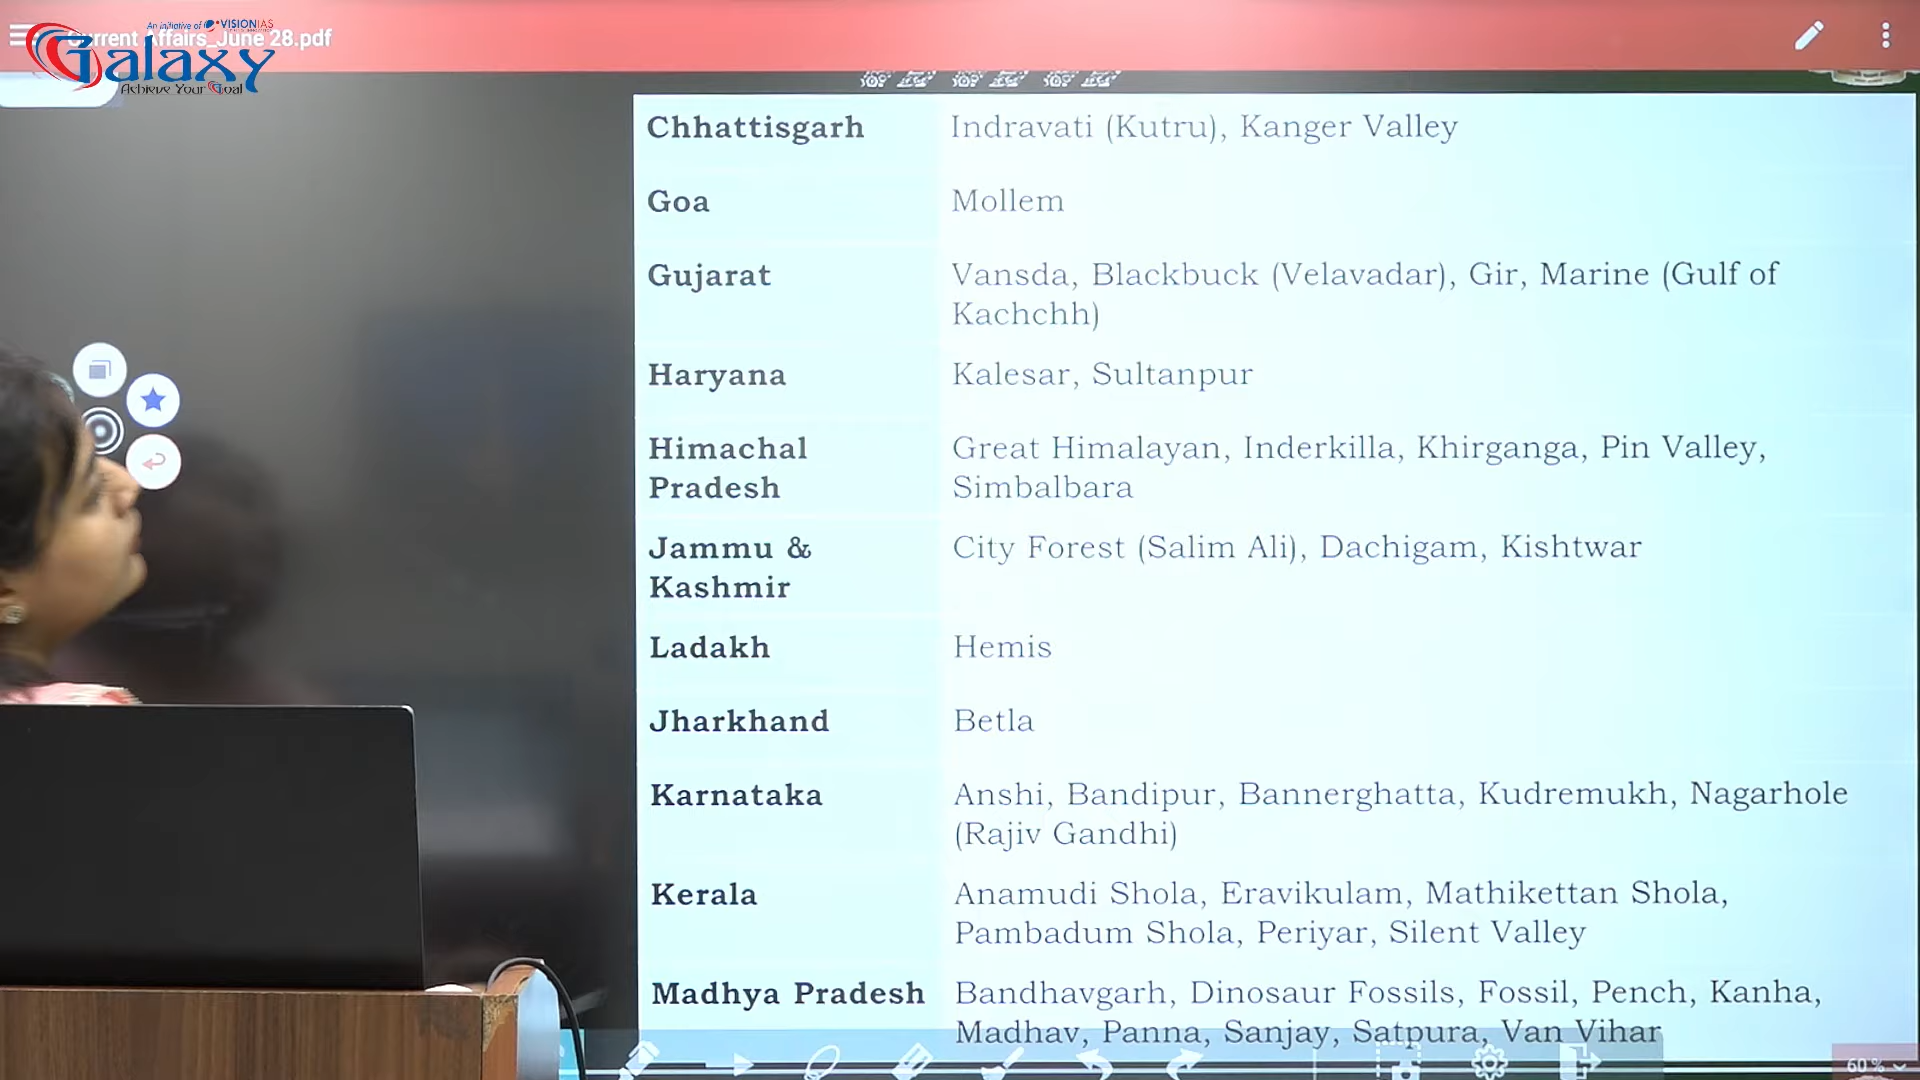 An initiative of VISIONIAS
Current Affairs_June 28.pdf
Galaxy
Achieve Your Goal
Chhattisgarh Indravati (Kutru), Kanger Valley
Goa Mollem
Gujarat Vansda, Blackbuck (Velavadar), Gir, Marine (Gulf of
Kachchh)
Haryana Kalesar, Sultanpur
Himachal Great Himalayan, Inderkilla, Khirganga, Pin Valley,
Pradesh Simbalbara
Jammu & City Forest (Salim Ali), Dachigam, Kishtwar
Kashmir
Ladakh Hemis
Jharkhand Betla
Karnataka Anshi, Bandipur, Bannerghatta, Kudremukh, Nagarhole
(Rajiv Gandhi)
Kerala Anamudi Shola, Eravikulam, Mathikettan Shola,
Pambadum Shola, Periyar, Silent Valley
Madhya Pradesh Bandhavgarh, Dinosaur Fossils, Fossil, Pench, Kanha,
Madhav, Panna, Sanjay, Satpura, Van Vihar
60 %